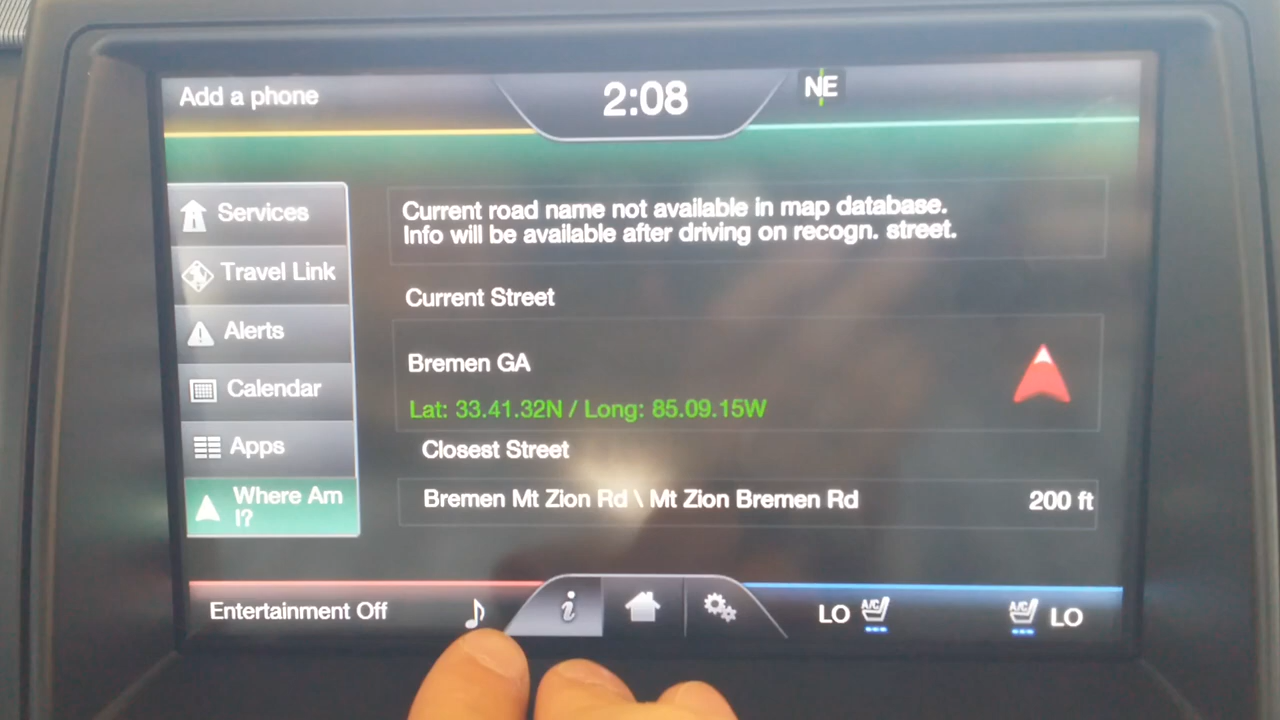 Add a phone
2:08
NE
Services
Travel Link
Alerts
Calendar
Apps
Where Am
I?
Current road name not available in map database.
Info will be available after driving on recogn. street.
Current Street
Bremen GA
Lat: 33.41.32N / Long: 85.09.15W
Closest Street
Bremen Mt Zion Rd \ Mt Zion Bremen Rd 200 ft
Entertainment Off
i
LO A/C
A/C LO